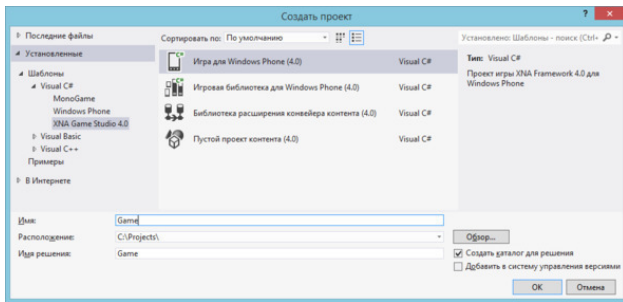 Создать проект
? ×
Последние файлы
Установленные
Шаблоны
Visual C#
MonoGame
Windows Phone
XNA Game Studio 4.0
Visual Basic
Visual C++
Примеры
В Интернете
Сортировать по: По умолчанию
Игра для Windows Phone (4.0) Visual C#
Игровая библиотека для Windows Phone (4.0) Visual C#
Библиотека расширения конвейера контента (4.0) Visual C#
Пустой проект контента (4.0) Visual C#
Установлено: Шаблоны - поиск (Ctrl+
Тип: Visual C#
Проект игры XNA Framework 4.0 для
Windows Phone
Имя: Game
Расположение: C:\Projects\
Обзор...
Имя решения: Game
Создать каталог для решения
Добавить в систему управления версиями
OK Отмена